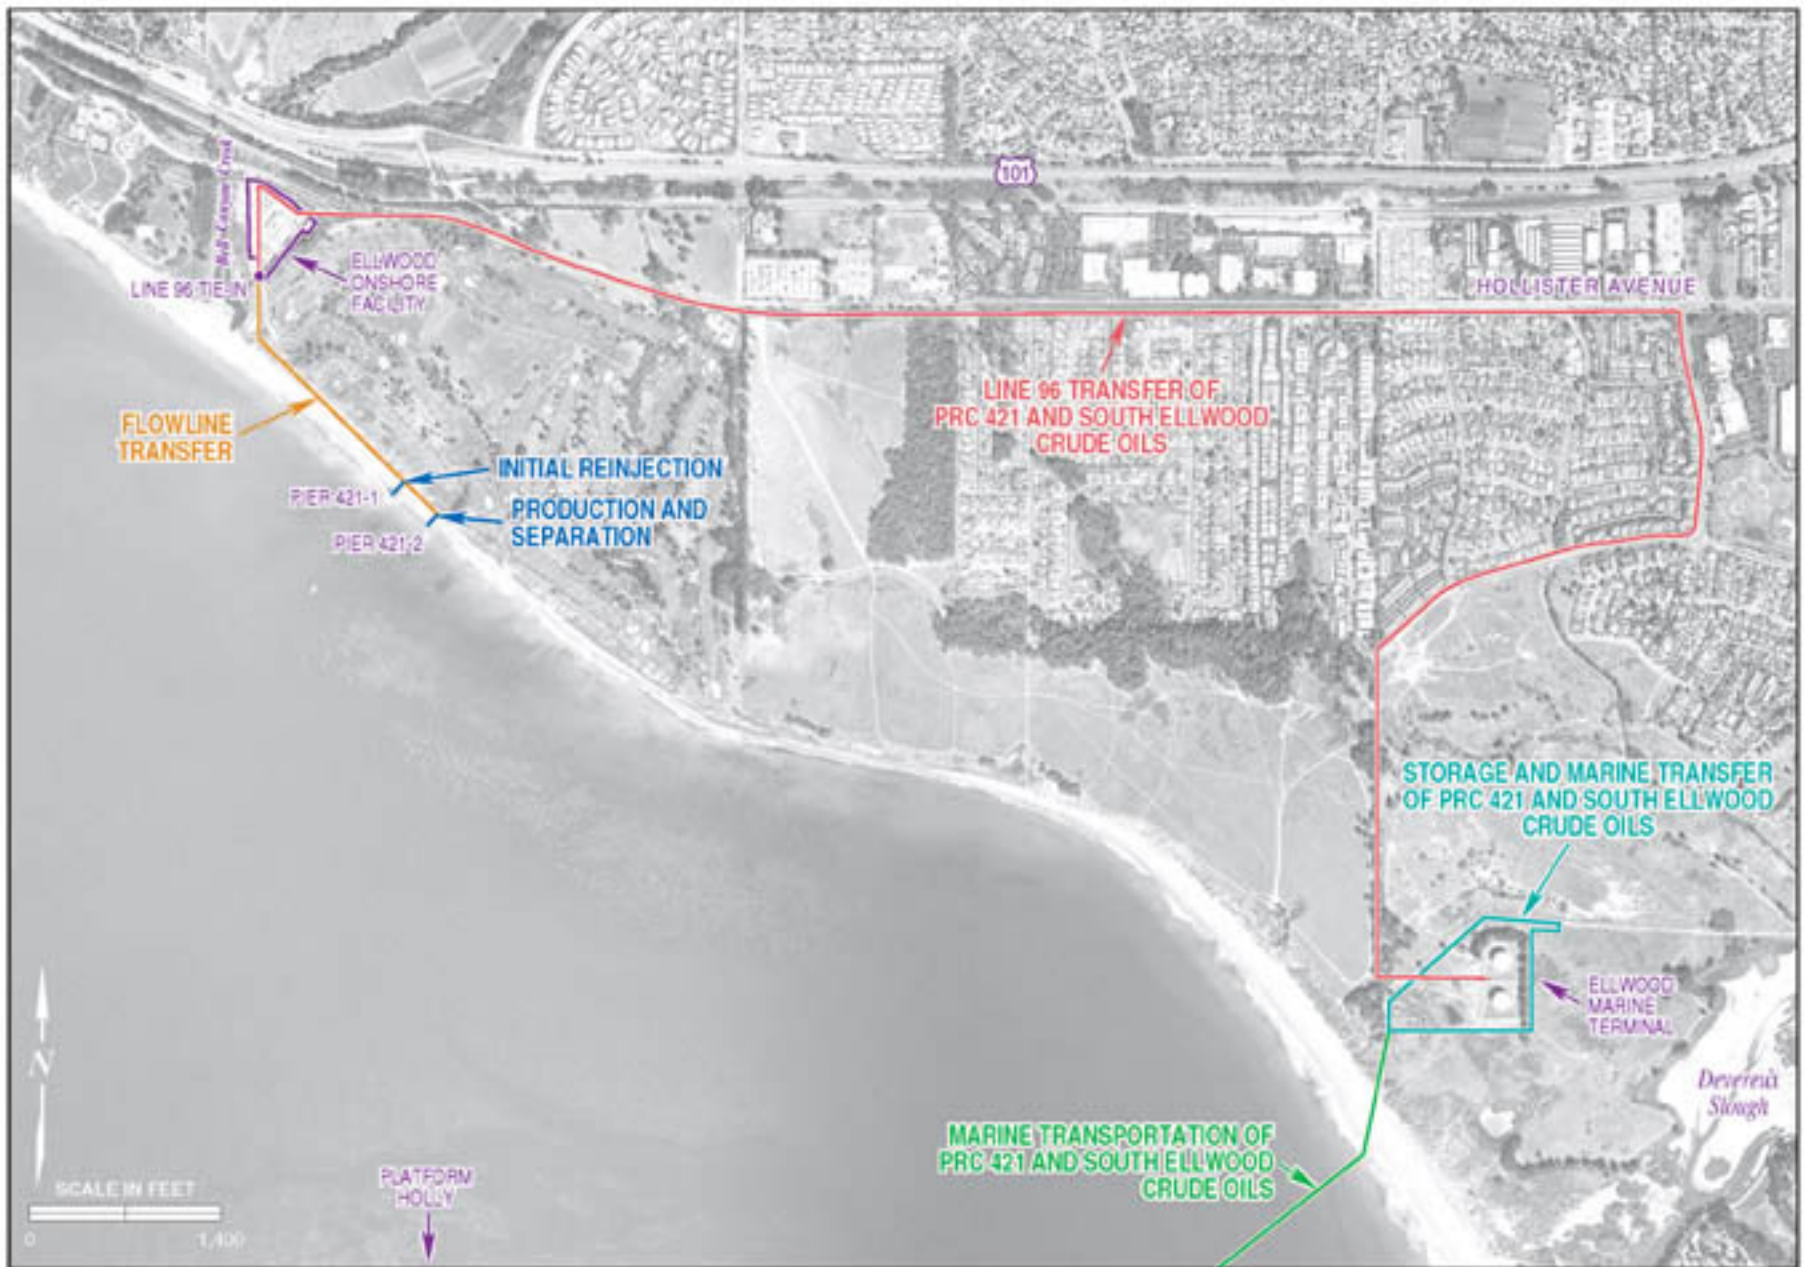 Bell Canyon Creek
101
ELLWOOD
ONSHORE
FACILITY
LINE 96 TIE-IN
HOLLISTER AVENUE
LINE 96 TRANSFER OF
PRC 421 AND SOUTH ELLWOOD
CRUDE OILS
FLOWLINE
TRANSFER
INITIAL REINJECTION
PIER 421-1
PRODUCTION AND
SEPARATION
PIER 421-2
STORAGE AND MARINE TRANSFER
OF PRC 421 AND SOUTH ELLWOOD
CRUDE OILS
ELLWOOD
MARINE
TERMINAL
Devereux
Slough
MARINE TRANSPORTATION OF
PRC 421 AND SOUTH ELLWOOD
CRUDE OILS
N
PLATFORM
HOLLY
SCALE IN FEET
0 1,400